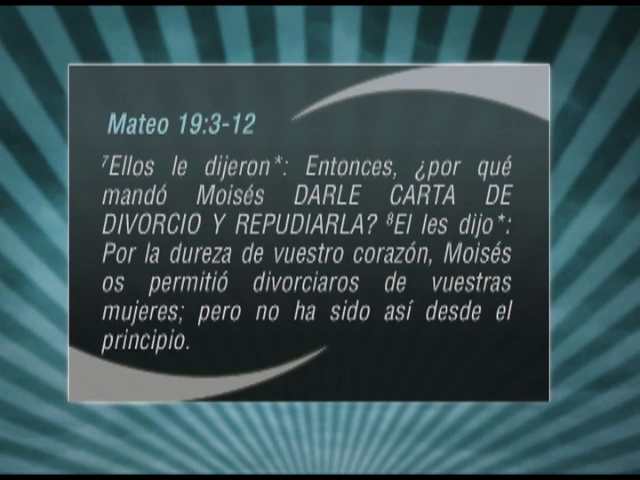 Mateo 19:3-12
⁷Ellos le dijeron*: Entonces, ¿por qué
mandó Moisés DARLE CARTA DE
DIVORCIO Y REPUDIARLA? ⁸El les dijo*:
Por la dureza de vuestro corazón, Moisés
os permitió divorciaros de vuestras
mujeres; pero no ha sido así desde el
principio.